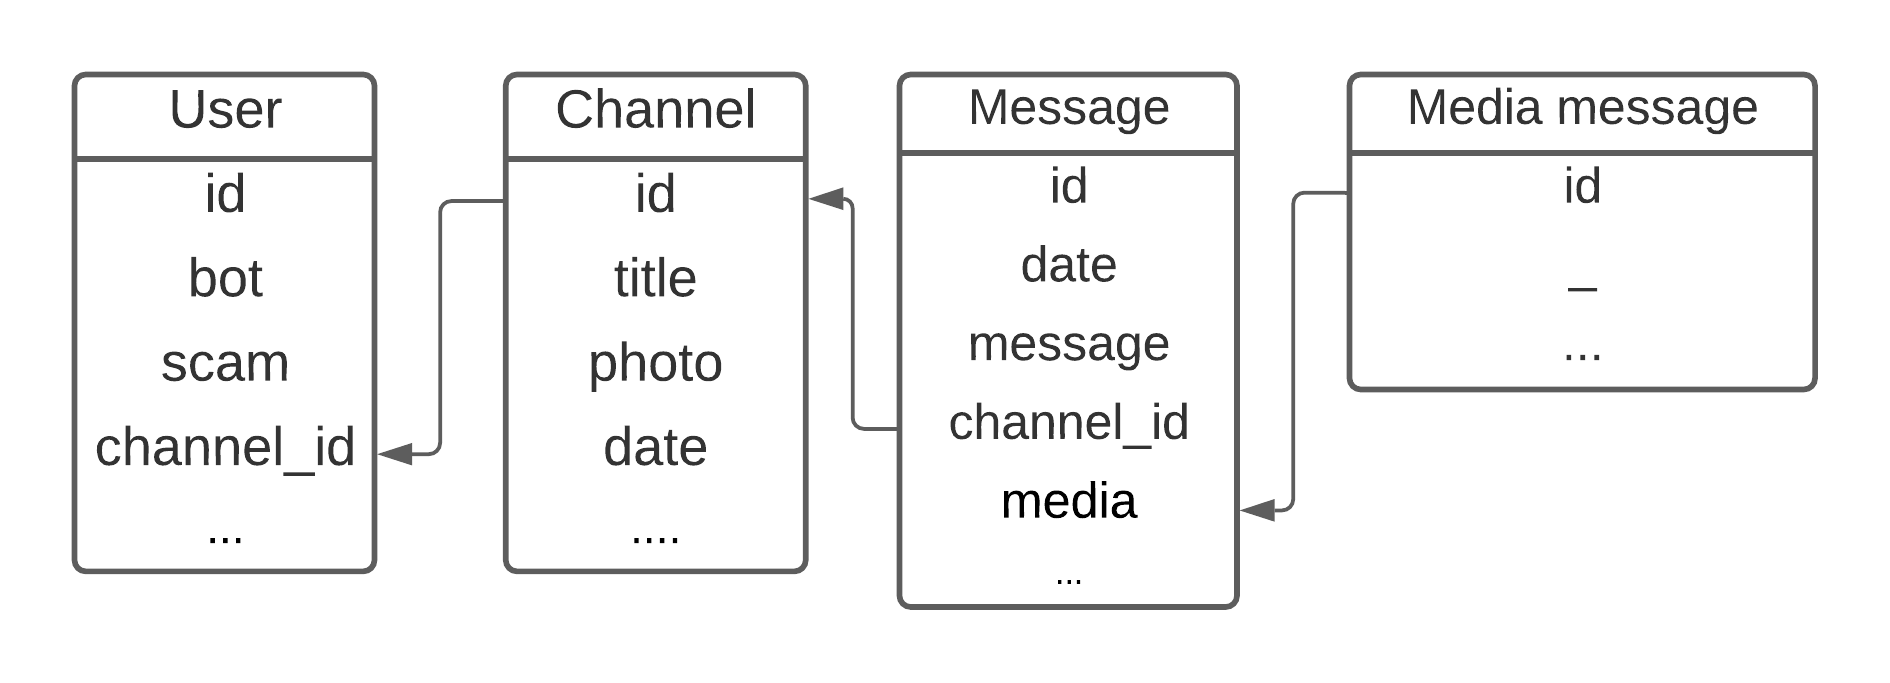 User
id
bot
scam
channel_id
...
Channel
id
title
photo
date
....
Message
id
date
message
channel_id
media
...
Media message
id
_
...